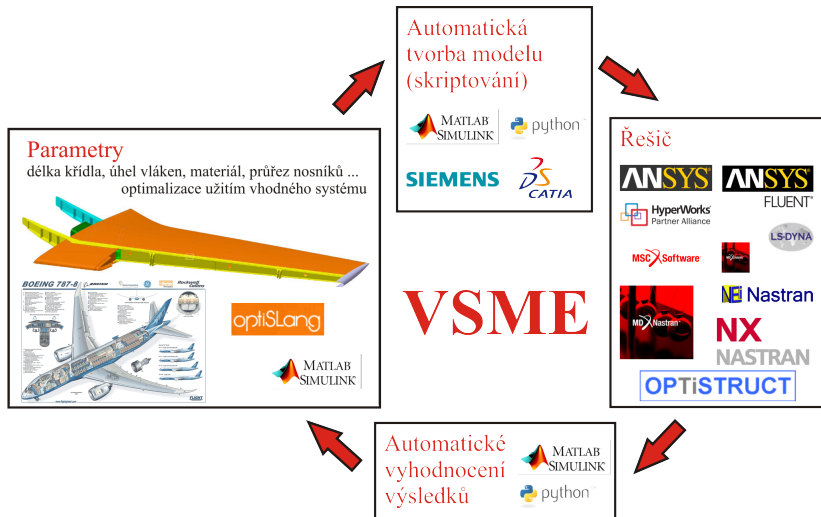 Automatická
tvorba modelu
(skriptování)
MATLAB
SIMULINK
python
SIEMENS
CATIA
Parametry
délka křídla, úhel vláken, materiál, průřez nosníků ...
optimalizace užitím vhodného systému
BOEING 787-8
optiSLang
MATLAB
SIMULINK
VSME
Řešič
ANSYS
ANSYS
FLUENT
HyperWorks
Partner Alliance
LS-DYNA
MSC Software
MD Nastran
NEi Nastran
NX
NASTRAN
OPTiSTRUCT
Automatické
vyhodnocení
výsledků
MATLAB
SIMULINK
python